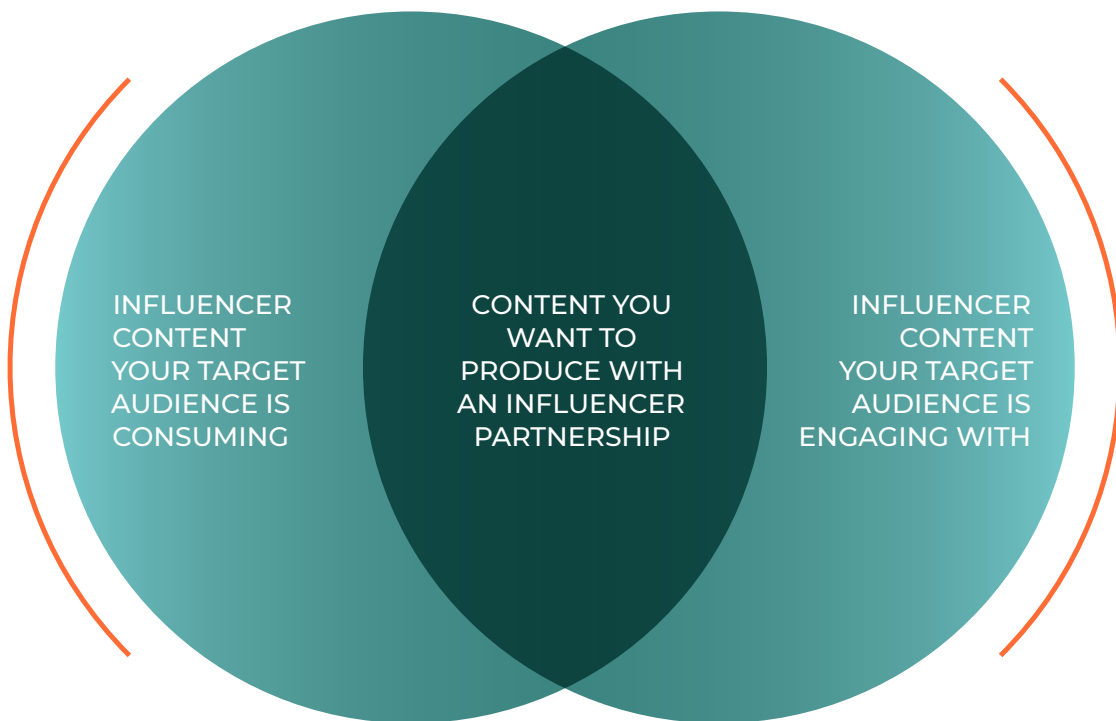 INFLUENCER
CONTENT
YOUR TARGET
AUDIENCE IS
CONSUMING
CONTENT YOU
WANT TO
PRODUCE WITH
AN INFLUENCER
PARTNERSHIP
INFLUENCER
CONTENT
YOUR TARGET
AUDIENCE IS
ENGAGING WITH